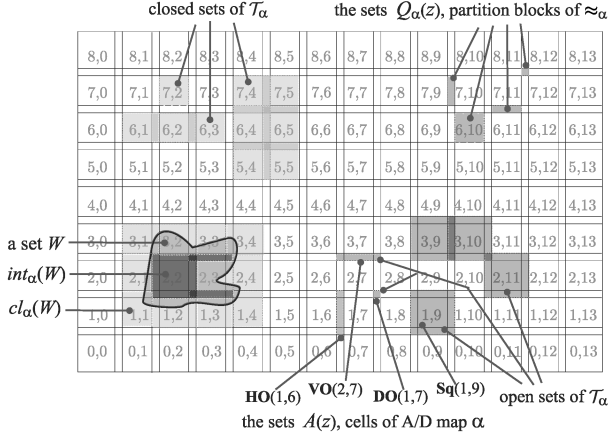 closed sets of 𝒯α the sets Qα(z), partition blocks of ≈α
8,0 8,1 8,2 8,3 8,4 8,5 8,6 8,7 8,8 8,9 8,10 8,11 8,12 8,13
7,0 7,1 7,2 7,3 7,4 7,5 7,6 7,7 7,8 7,9 7,10 7,11 7,12 7,13
6,0 6,1 6,2 6,3 6,4 6,5 6,6 6,7 6,8 6,9 6,10 6,11 6,12 6,13
5,0 5,1 5,2 5,3 5,4 5,5 5,6 5,7 5,8 5,9 5,10 5,11 5,12 5,13
4,0 4,1 4,2 4,3 4,4 4,5 4,6 4,7 4,8 4,9 4,10 4,11 4,12 4,13
a set W 3,0 3,1 3,2 3,3 3,4 3,5 3,6 3,7 3,8 3,9 3,10 3,11 3,12 3,13
intα(W) 2,0 2,1 2,2 2,4 2,5 2,6 2,7 2,8 2,9 2,10 2,11 2,12 2,13
clα(W) 1,0 1,1 1,2 1,3 1,4 1,5 1,6 1,7 1,8 1,9 1,10 1,11 1,12 1,13
0,0 0,1 0,2 0,3 0,4 0,5 0,6 0,7 0,8 0,9 0,10 0,11 0,12 0,13
HO(1,6) VO(2,7) DO(1,7) Sq(1,9) open sets of 𝒯α
the sets A(z), cells of A/D map α